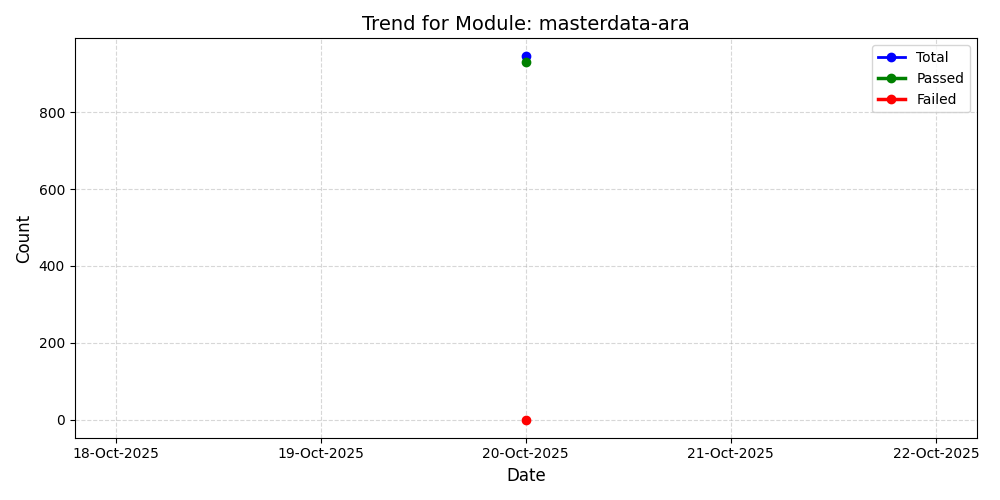 Trend for Module: masterdata-ara
Total
Passed
Failed
800
600
400
200
0
Count
18-Oct-2025
19-Oct-2025
20-Oct-2025
21-Oct-2025
22-Oct-2025
Date